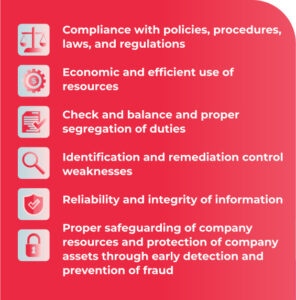 Compliance with policies, procedures,
laws, and regulations
Economic and efficient use of
resources
Check and balance and proper
segregation of duties
Identification and remediation control
weaknesses
Reliability and integrity of information
Proper safeguarding of company
resources and protection of company
assets through early detection and
prevention of fraud